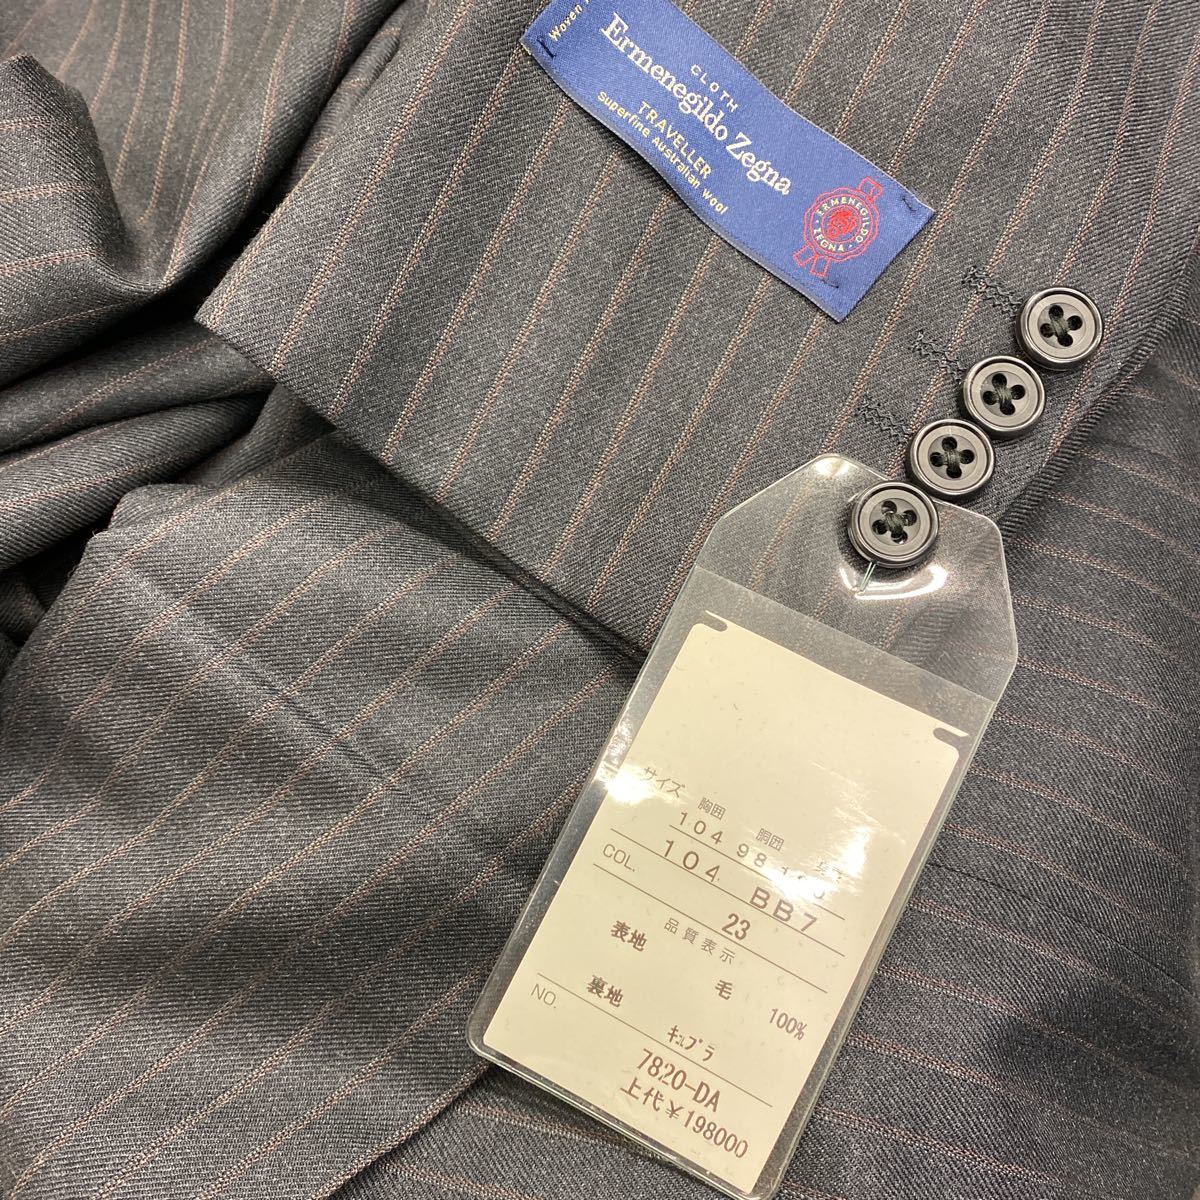 Woven
CLOTH
Ermenegildo Zegna
TRAVELLER
Superfine Australian Wool
ERMENEGILDO
ZEGNA
サイズ
胸囲 胴囲
104 98
104 BB7
COL. 23
品質表示
表地 毛 100%
裏地 キュプラ
NO. 7820-DA
上代¥198000